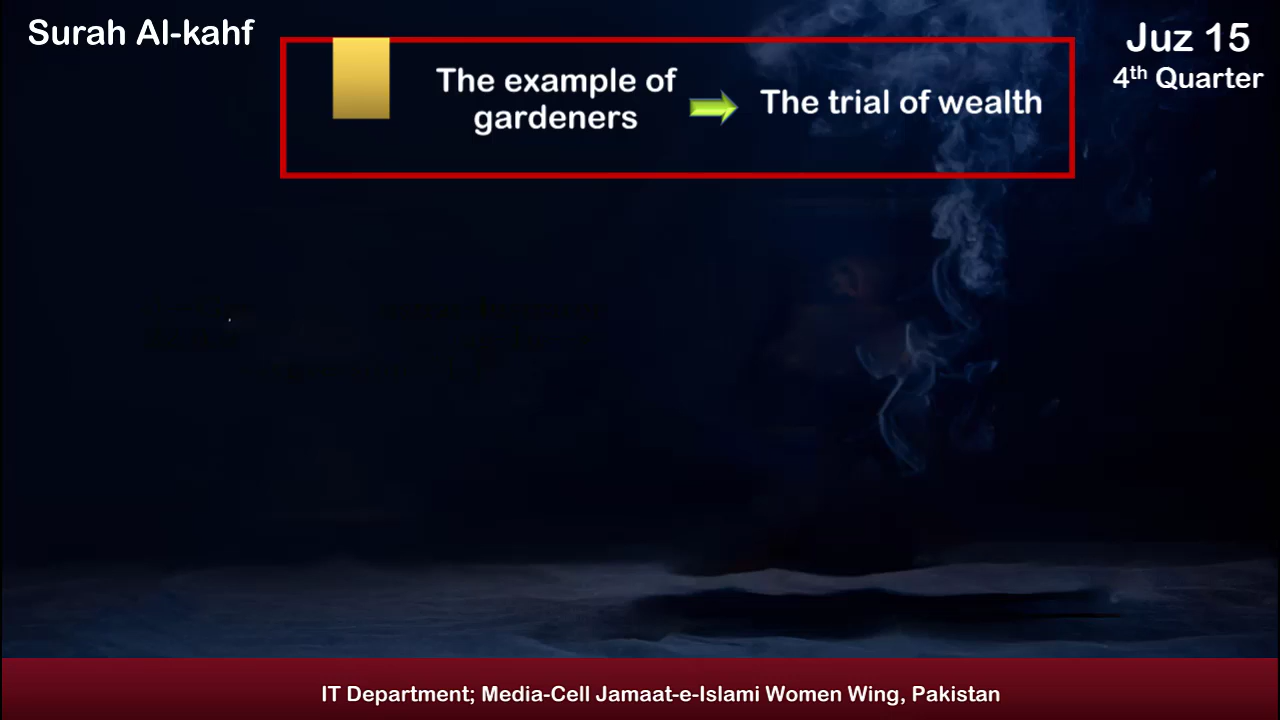 Surah Al-kahf
Juz 15
4th Quarter
The example of
gardeners
The trial of wealth
IT Department; Media-Cell Jamaat-e-Islami Women Wing, Pakistan